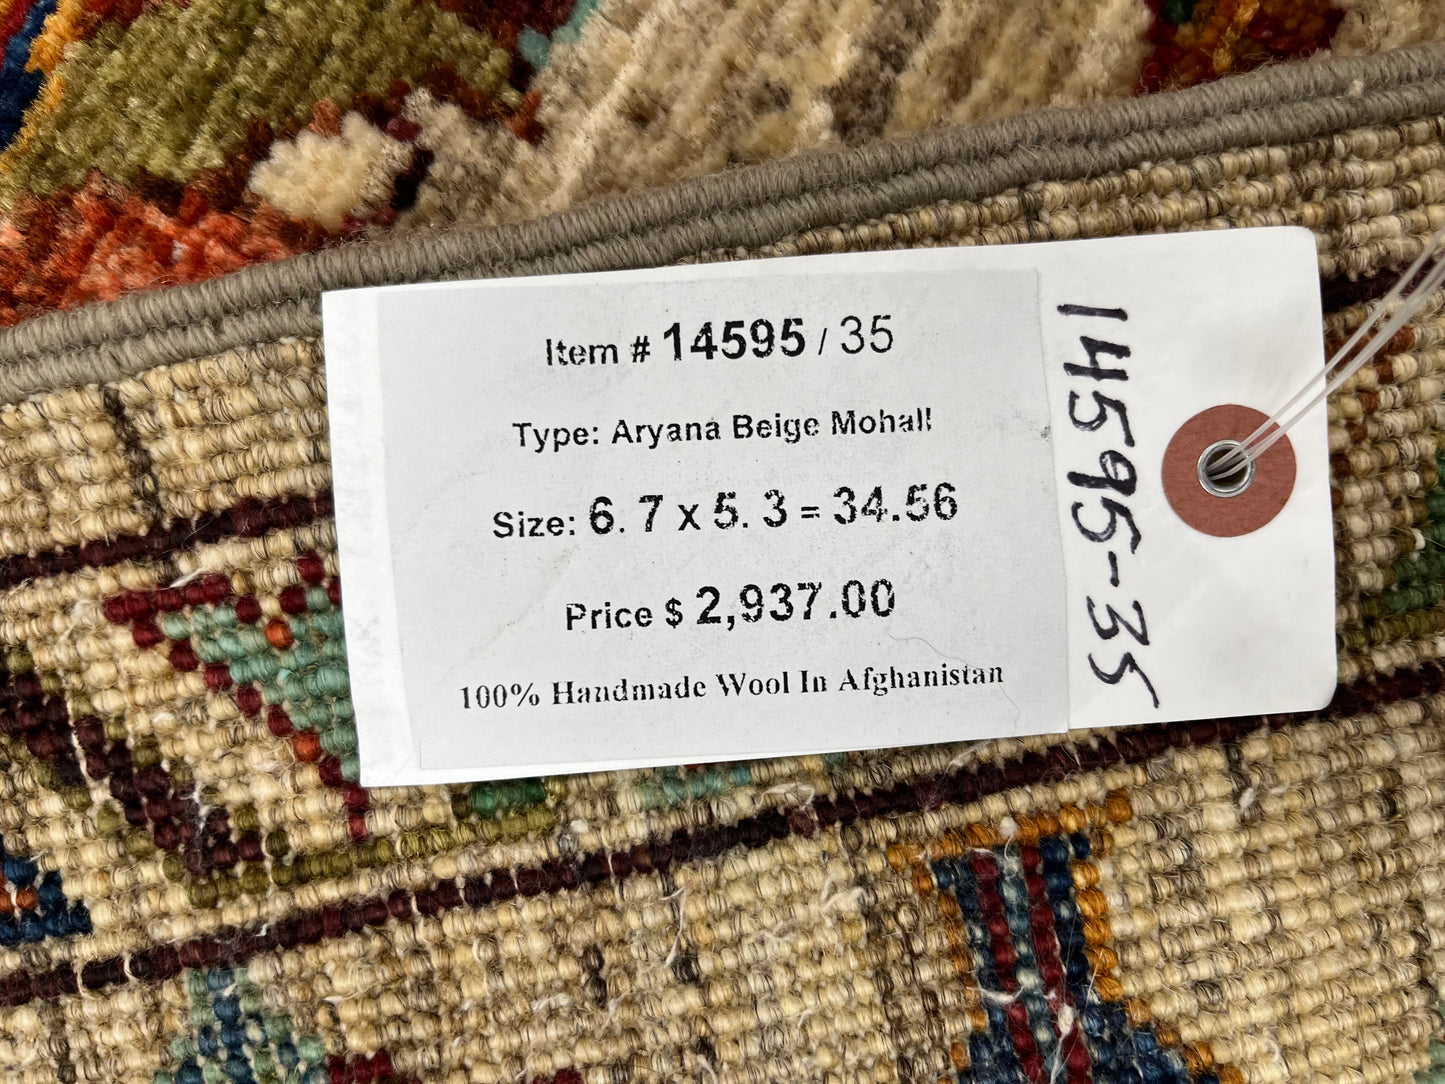 Item # 14595 / 35
Type: Aryana Beige Mohall
Size: 6. 7 x 5. 3 = 34.56
Price $ 2,937.00
100% Handmade Wool In Afghanistan
14595-35